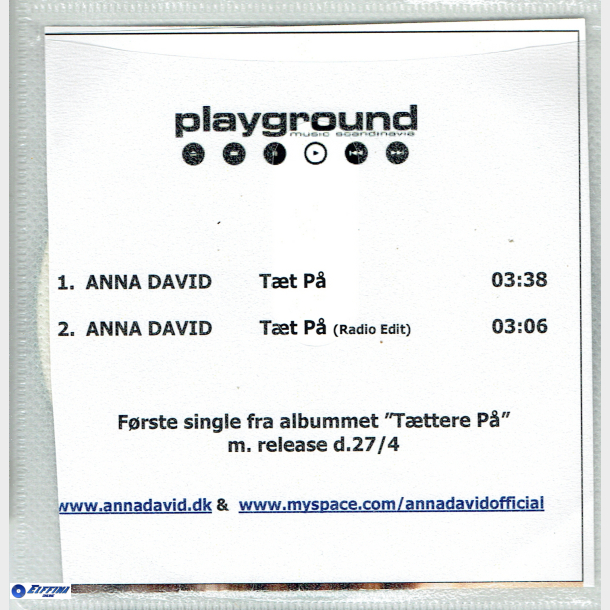 playground
music scandinavia
1. ANNA DAVID Tæt På 03:38
2. ANNA DAVID Tæt På (Radio Edit) 03:06
Første single fra albummet ”Tættere På”
m. release d.27/4
www.annadavid.dk & www.myspace.com/annadavidofficial